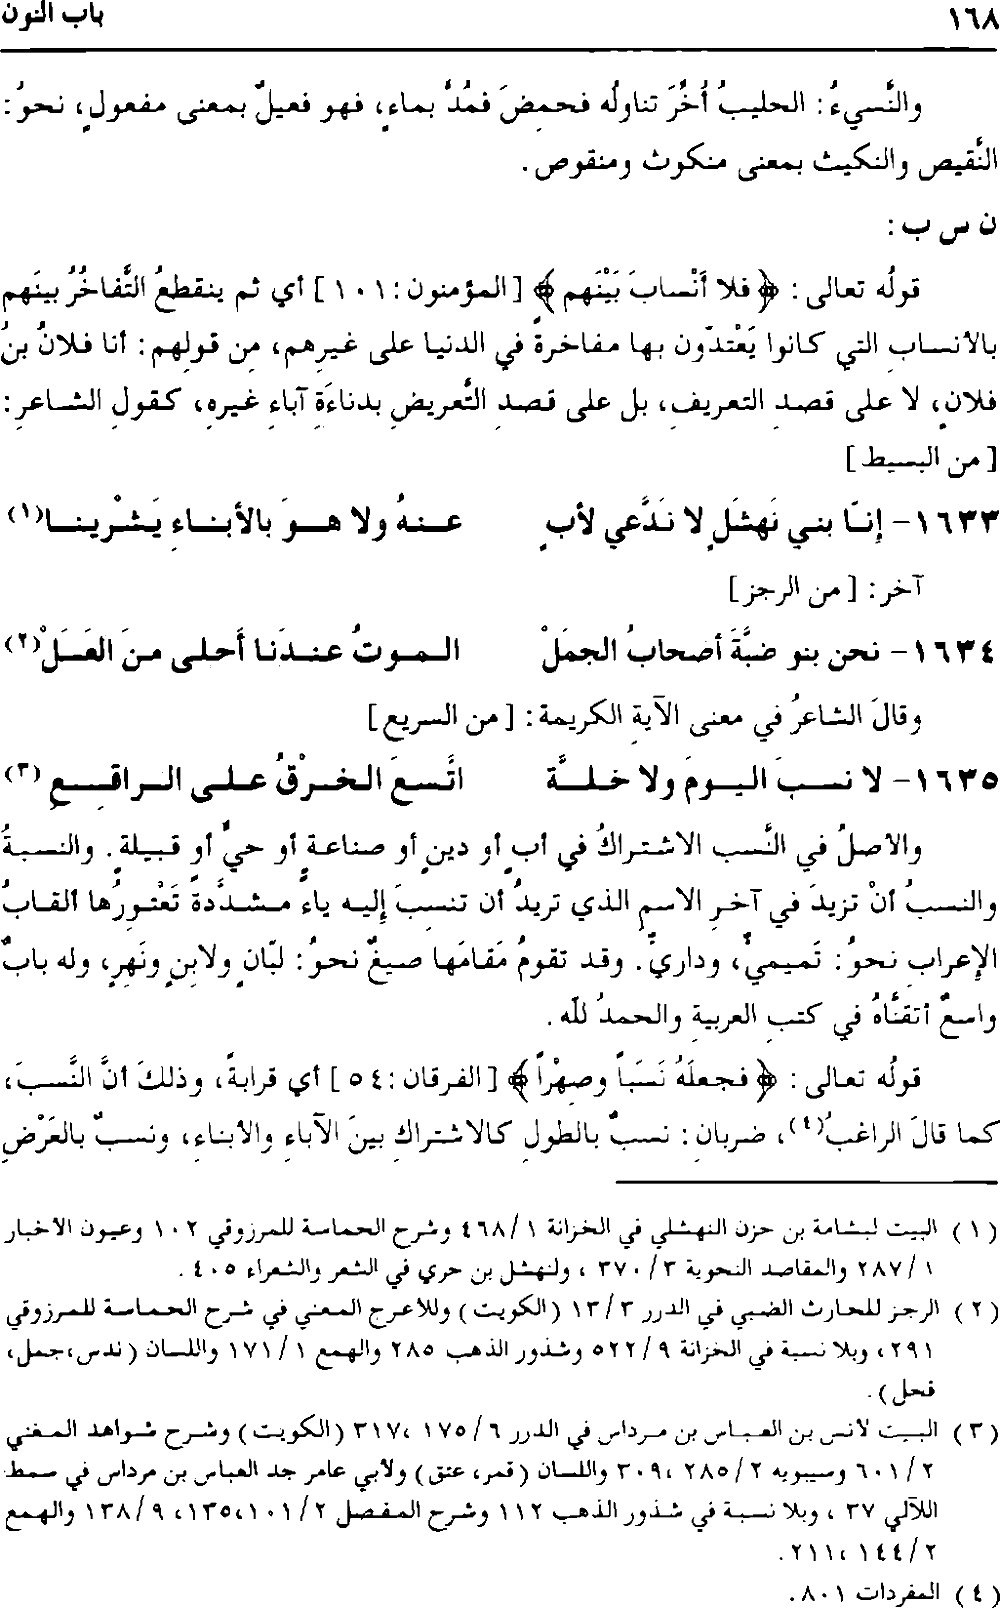 ١٦٨ باب النون
والنَّسيءُ: الحليبُ أُخِّرَ تناولُه فحمِضَ فمُدَّ بماءٍ، فهو فعيلٌ بمعنى مفعولٍ، نحوُ:
النَّقيص والنكيث بمعنى منكوث ومنقوص.
ن س ب:
قولُه تعالى: ﴿فلا أَنْسابَ بَيْنَهم﴾ [المؤمنون: ١٠١] أي ثم ينقطعُ التَّفاخُرُ بينَهم
بالأنسابِ التي كانوا يَعْتدّون بها مفاخرةً في الدنيا على غيرِهم، مِن قولِهم: أنا فلانُ بنُ
فلانٍ، لا على قصدِ التعريفِ، بل على قصدِ التَّعريضِ بدناءَةِ آباءِ غيرِهِ، كقولِ الشاعرِ:
[من البسيط]
١٦٣٣- إنّا بني نَهشَلٍ لا نَدَّعي لأبٍ عنهُ ولا هوَ بالأبناءِ يَشْرينا(١)
آخر: [من الرجز]
١٦٣٤- نحن بنو ضبَّةَ أصحابُ الجملْ الموتُ عندَنا أَحلى منَ العَسَلْ(٢)
وقالَ الشاعرُ في معنى الآيةِ الكريمة: [من السريع]
١٦٣٥- لا نسبَ اليومَ ولا خلَّة اتَّسعَ الخرْقُ على الراقِعِ (٣)
والأصلُ في النَّسب الاشتراكُ في أبٍ أو دينٍ أو صناعةٍ أو حيٍّ أو قبيلةٍ. والنسبةُ
والنسبُ أنْ تزيدَ في آخرِ الاسمِ الذي تريدُ أن تنسبَ إليه ياءً مشدَّدةً تَعْتورُها ألقابُ
الإعرابِ نحوُ: تَميميٌّ، وداريٌّ. وقد تقومُ مَقامَها صيغٌ نحوُ: لبّانٍ ولابنٍ ونَهِرٍ، وله بابٌ
واسعٌ أتقنَّاهُ في كتبِ العربيةِ والحمدُ للّه.
قولُه تعالى: ﴿فجعلَهُ نَسَباً وصِهْراً﴾ [الفرقان: ٥٤] أي قرابةً، وذلكَ أنَّ النَّسبَ،
كما قالَ الراغبُ(٤)، ضربانِ: نسبٌ بالطولِ كالاشتراكِ بينَ الآباءِ والأبناءِ، ونسبٌ بالعَرْضِ
(١) البيت لبشامة بن حزن النهشلي في الخزانة ١/ ٤٦٨ وشرح الحماسة للمرزوقي ١٠٢ وعيون الأخبار
١/ ٢٨٧ والمقاصد النحوية ٣/ ٣٧٠، ولنهشل بن حري في الشعر والشعراء ٤٠٥.
(٢) الرجز للحارث الضبي في الدرر ٣/ ١٣ (الكويت) وللأعرج المعني في شرح الحماسة للمرزوقي
٢٩١، وبلا نسبة في الخزانة ٩/ ٥٢٢ وشذور الذهب ٢٨٥ والهمع ١/ ١٧١ واللسان (ندس، جمل،
قحل).
(٣) البيت لأنس بن العباس بن مرداس في الدرر ٦/ ١٧٥، ٣١٧ (الكويت) وشرح شواهد المغني
٢/ ٦٠١ وسيبويه ٢/ ٢٨٥، ٣٠٩ واللسان (قمر، عتق) ولأبي عامر جد العباس بن مرداس في سمط
اللآلي ٣٧، وبلا نسبة في شذور الذهب ١١٢ وشرح المفصل ٢/ ١٠١، ١٣٥، ٩/ ١٣٨ والهمع
٢/ ١٤٤، ٢١١.
(٤) المفردات ٨٠١.